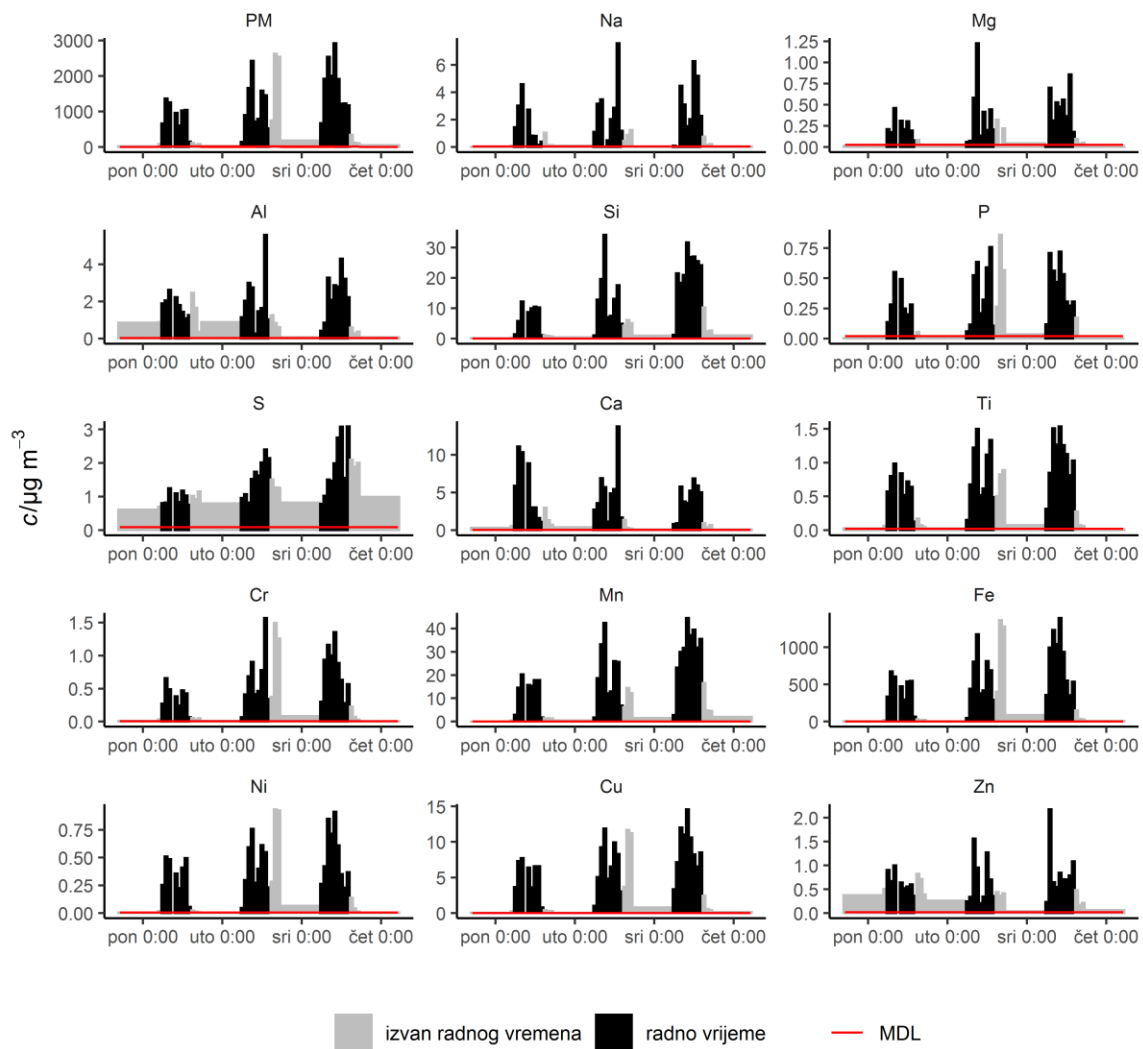 PM Na Mg
3000 2000 1000 0
6 4 2 0
1.25 1.00 0.75 0.50 0.25 0.00
pon 0:00 uto 0:00 sri 0:00 čet 0:00 pon 0:00 uto 0:00 sri 0:00 čet 0:00 pon 0:00 uto 0:00 sri 0:00 čet 0:00
Al Si P
4 2 0
30 20 10 0
0.75 0.50 0.25 0.00
pon 0:00 uto 0:00 sri 0:00 čet 0:00 pon 0:00 uto 0:00 sri 0:00 čet 0:00 pon 0:00 uto 0:00 sri 0:00 čet 0:00
c/µg m⁻³
S Ca Ti
3 2 1 0
10 5 0
1.5 1.0 0.5 0.0
pon 0:00 uto 0:00 sri 0:00 čet 0:00 pon 0:00 uto 0:00 sri 0:00 čet 0:00 pon 0:00 uto 0:00 sri 0:00 čet 0:00
Cr Mn Fe
1.5 1.0 0.5 0.0
40 30 20 10 0
1000 500 0
pon 0:00 uto 0:00 sri 0:00 čet 0:00 pon 0:00 uto 0:00 sri 0:00 čet 0:00 pon 0:00 uto 0:00 sri 0:00 čet 0:00
Ni Cu Zn
0.75 0.50 0.25 0.00
15 10 5 0
2.0 1.5 1.0 0.5 0.0
pon 0:00 uto 0:00 sri 0:00 čet 0:00 pon 0:00 uto 0:00 sri 0:00 čet 0:00 pon 0:00 uto 0:00 sri 0:00 čet 0:00
izvan radnog vremena radno vrijeme MDL